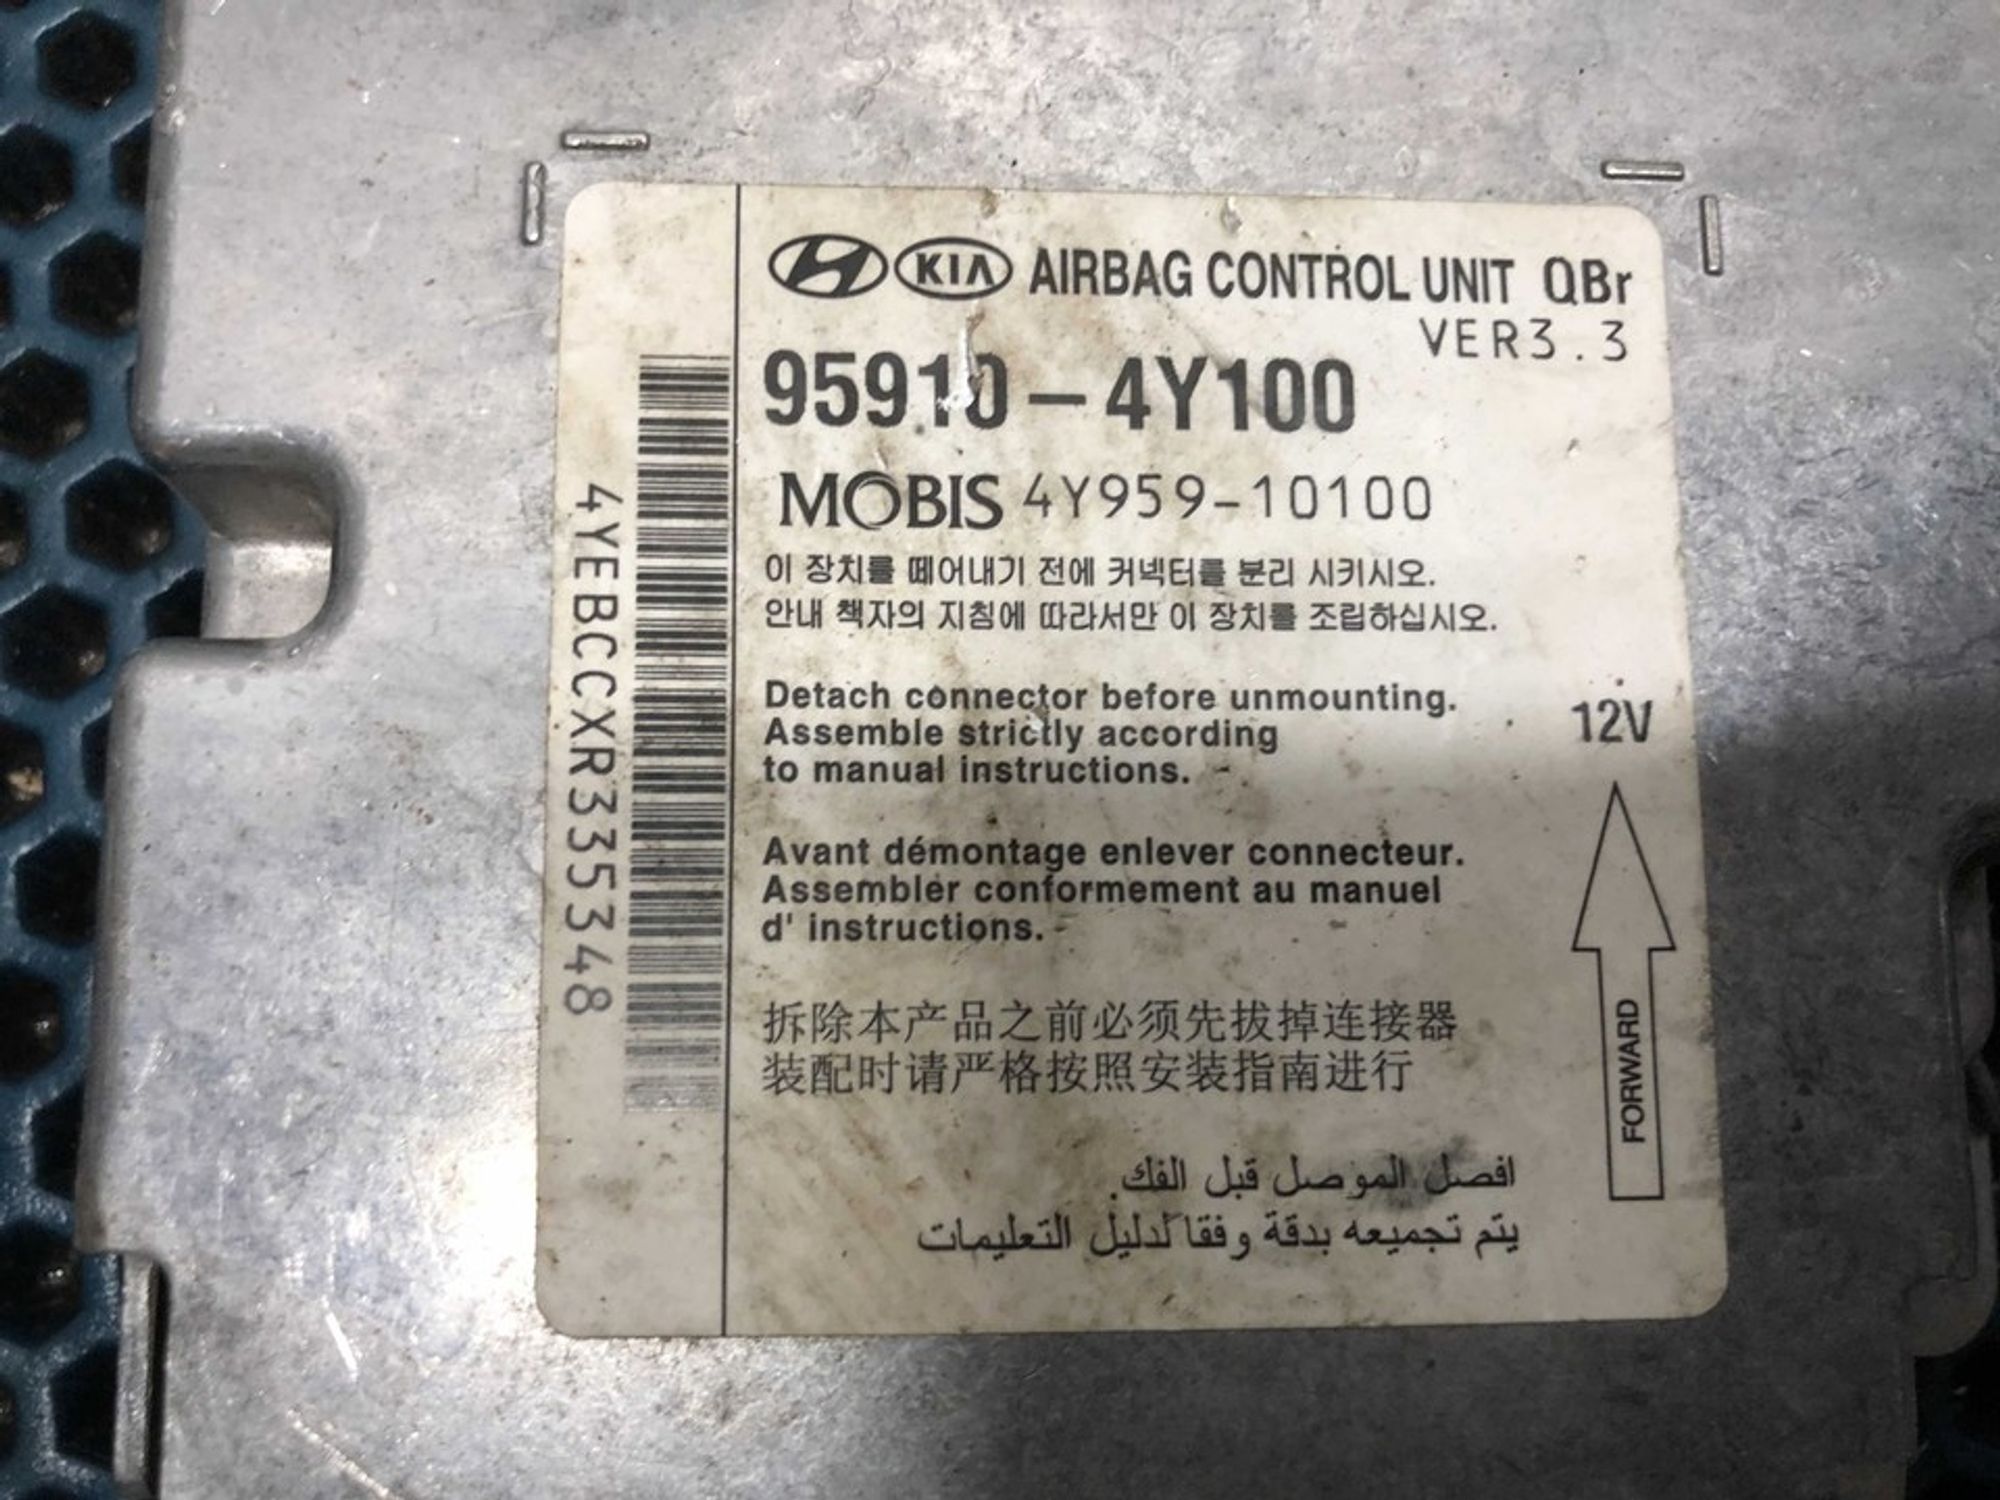 KIA AIRBAG CONTROL UNIT QBr
VER3.3
95910-4Y100
MOBIS 4Y959-10100
이 장치를 떼어내기 전에 커넥터를 분리 시키시오.
안내 책자의 지침에 따라서만 이 장치를 조립하십시오.
Detach connector before unmounting.
Assemble strictly according
to manual instructions.
12V
Avant démontage enlever connecteur.
Assembler conformement au manuel
d' instructions.
FORWARD
拆除本产品之前必须先拔掉连接器
装配时请严格按照安装指南进行
افصل الموصل قبل الفك.
يتم تجميعه بدقة وفقا لدليل التعليمات
4YEBCCXR335348